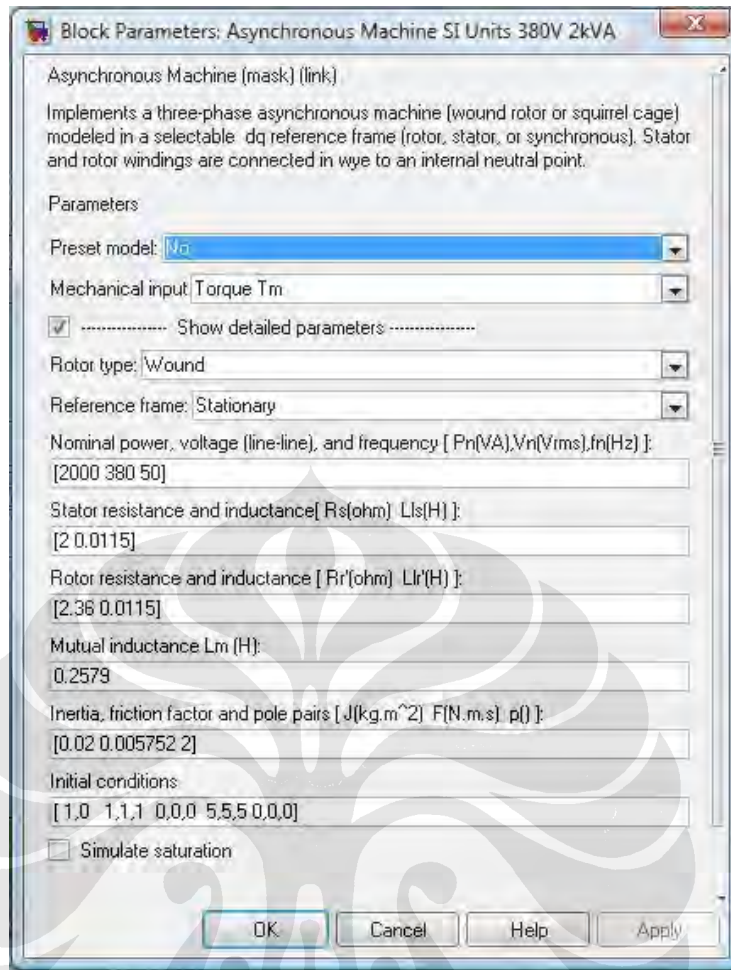 Block Parameters: Asynchronous Machine SI Units 380V 2kVA
Asynchronous Machine (mask) (link)
Implements a three-phase asynchronous machine (wound rotor or squirrel cage)
modeled in a selectable dq reference frame (rotor, stator, or synchronous). Stator
and rotor windings are connected in wye to an internal neutral point.
Parameters
Preset model: No
Mechanical input Torque Tm
---------------- Show detailed parameters ----------------
Rotor type: Wound
Reference frame: Stationary
Nominal power, voltage (line-line), and frequency [ Pn(VA),Vn(Vrms),fn(Hz) ]:
[2000 380 50]
Stator resistance and inductance[ Rs(ohm) Lls(H) ]:
[2 0.0115]
Rotor resistance and inductance [ Rr'(ohm) Llr'(H) ]:
[2.36 0.0115]
Mutual inductance Lm (H):
0.2579
Inertia, friction factor and pole pairs [ J(kg.m^2) F(N.m.s) p() ]:
[0.02 0.005752 2]
Initial conditions
[ 1,0 1,1,1 0,0,0 5,5,5 0,0,0]
Simulate saturation
OK Cancel Help Apply